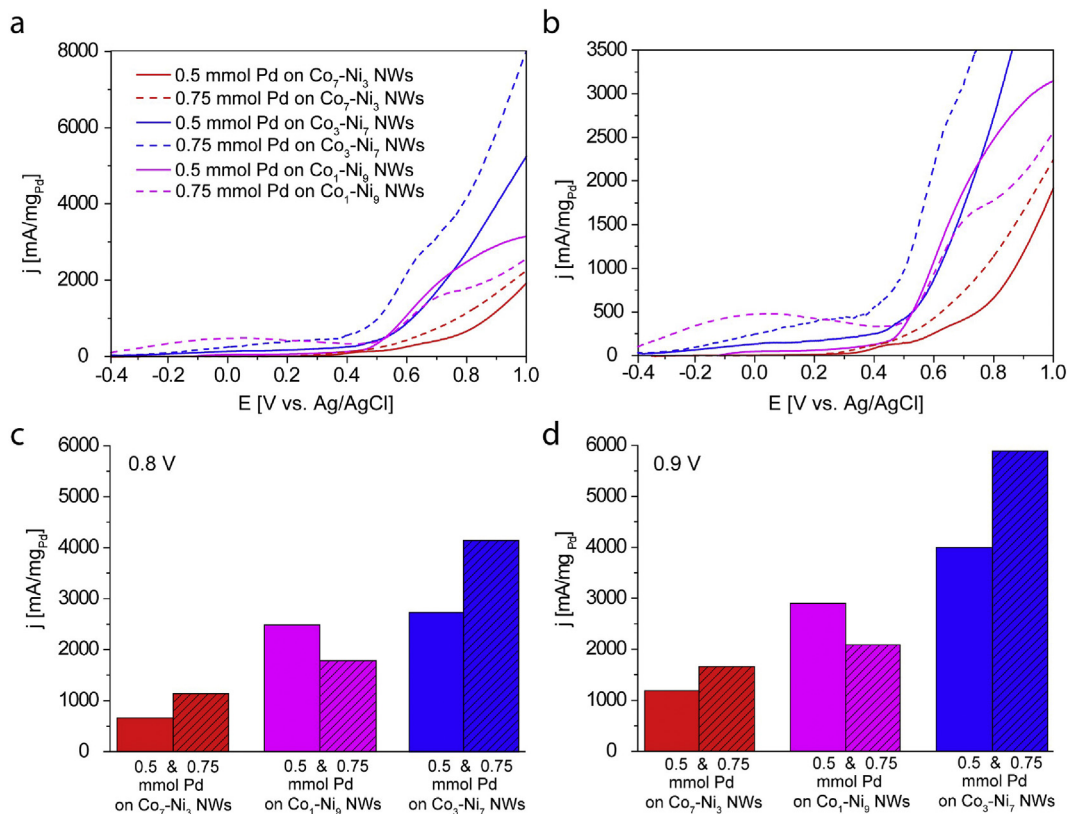 a
8000
6000
4000
2000
0
j [mA/mg_Pd]
0.5 mmol Pd on Co₇-Ni₃ NWs
0.75 mmol Pd on Co₇-Ni₃ NWs
0.5 mmol Pd on Co₃-Ni₇ NWs
0.75 mmol Pd on Co₃-Ni₇ NWs
0.5 mmol Pd on Co₁-Ni₉ NWs
0.75 mmol Pd on Co₁-Ni₉ NWs
-0.4 -0.2 0.0 0.2 0.4 0.6 0.8 1.0
E [V vs. Ag/AgCl]
b
3500
3000
2500
2000
1500
1000
500
0
j [mA/mg_Pd]
-0.4 -0.2 0.0 0.2 0.4 0.6 0.8 1.0
E [V vs. Ag/AgCl]
c
6000
5000
4000
3000
2000
1000
0
j [mA/mg_Pd]
0.8 V
0.5 & 0.75 0.5 & 0.75 0.5 & 0.75
mmol Pd mmol Pd mmol Pd
on Co₇-Ni₃ NWs on Co₁-Ni₉ NWs on Co₃-Ni₇ NWs
d
6000
5000
4000
3000
2000
1000
0
j [mA/mg_Pd]
0.9 V
0.5 & 0.75 0.5 & 0.75 0.5 & 0.75
mmol Pd mmol Pd mmol Pd
on Co₇-Ni₃ NWs on Co₁-Ni₉ NWs on Co₃-Ni₇ NWs